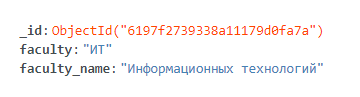 _id: ObjectId("6197f2739338a11179d0fa7a")
faculty: "ИТ"
faculty_name: "Информационных технологий"